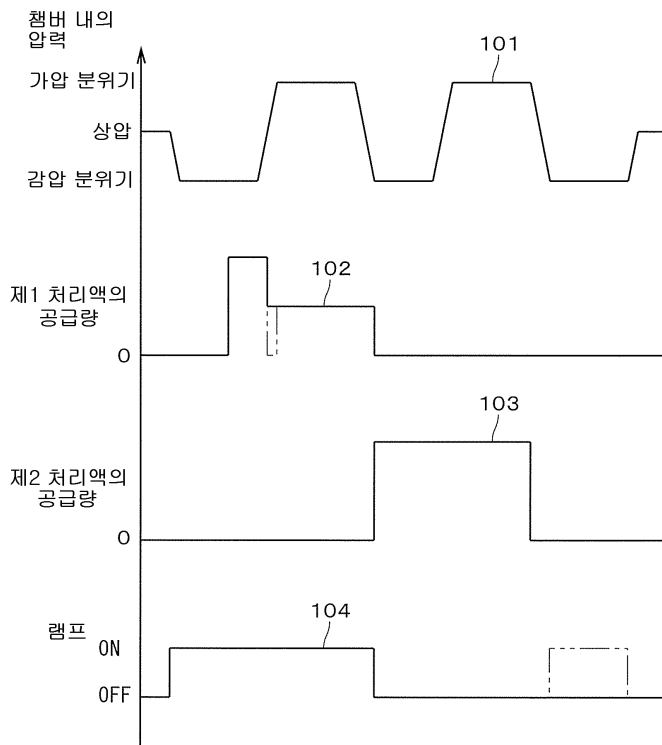 챔버 내의
압력
101
가압 분위기
상압
감압 분위기
102
제1 처리액의
공급량
0
103
제2 처리액의
공급량
0
104
램프
ON
OFF